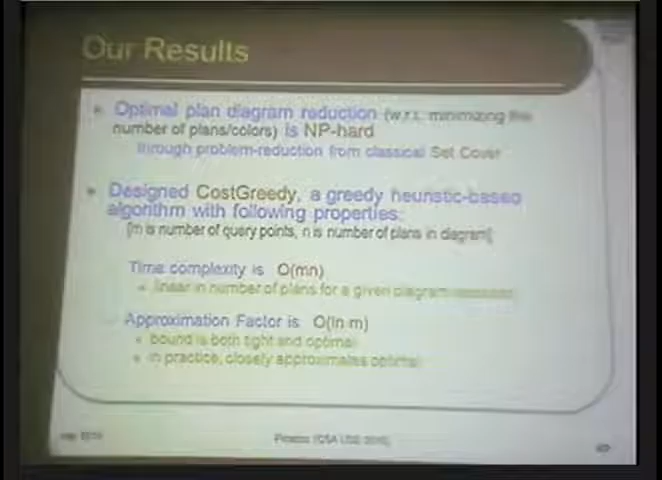 Our Results
Optimal plan diagram reduction (w.r.t. minimizing the
number of plans/colors) is NP-hard
through problem-reduction from classical Set Cover
Designed CostGreedy, a greedy heuristic-based
algorithm with following properties:
[m is number of query points, n is number of plans in diagram]
Time complexity is O(mn)
linear in number of plans for a given diagram
Approximation Factor is O(ln m)
bound is both tight and optimal
in practice, closely approximates optimal
Picasso (CSA